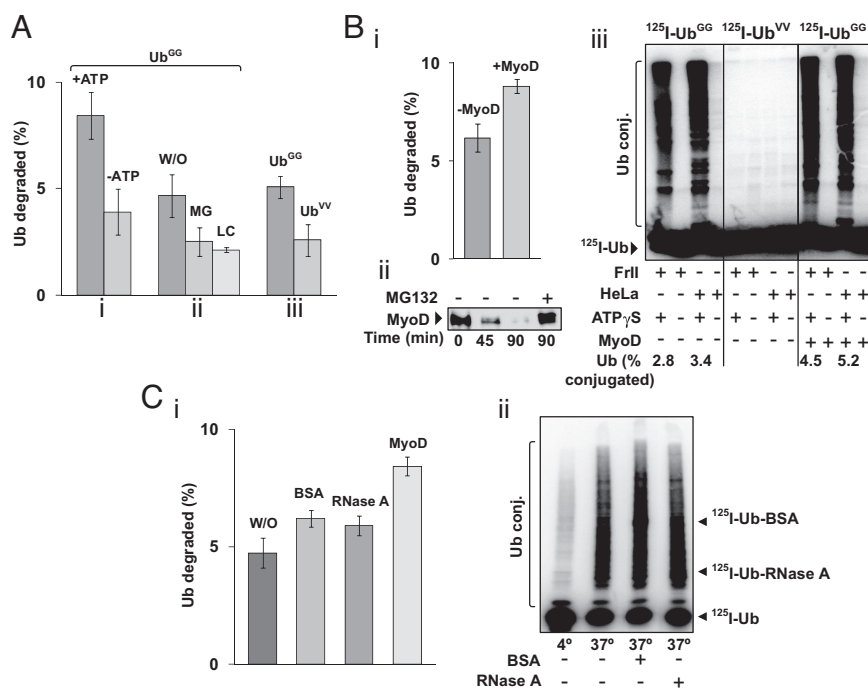 A
Ub^GG
10
+ATP
-ATP
W/O
MG
LC
Ub^GG
Ub^VV
5
0
Ub degraded (%)
i ii iii
B
i
10
+MyoD
-MyoD
5
0
Ub degraded (%)
ii
MG132 - - - +
MyoD
Time (min) 0 45 90 90
iii
¹²⁵I-Ub^GG ¹²⁵I-Ub^VV ¹²⁵I-Ub^GG
Ub conj.
¹²⁵I-Ub
FrII + + - - + + - - + + - -
HeLa - - + + - - + + - - + +
ATPγS + - + - + - + - + - + -
MyoD - - - - - - - - + + + +
Ub (% 2.8 3.4 4.5 5.2
conjugated)
C
i
10
MyoD
BSA
RNase A
W/O
5
0
Ub degraded (%)
ii
Ub conj.
¹²⁵I-Ub-BSA
¹²⁵I-Ub-RNase A
¹²⁵I-Ub
4º 37º 37º 37º
BSA - - + -
RNase A - - - +